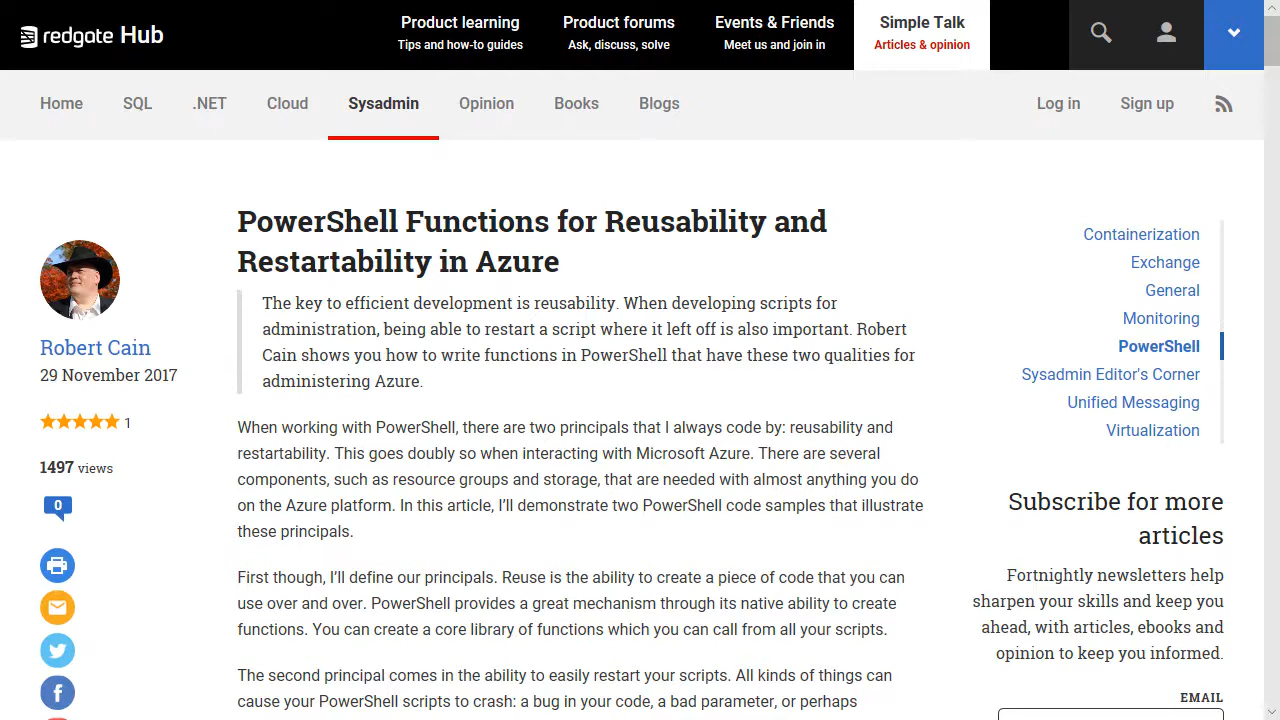 redgate Hub
Product learning
Tips and how-to guides
Product forums
Ask, discuss, solve
Events & Friends
Meet us and join in
Simple Talk
Articles & opinion
Home SQL .NET Cloud Sysadmin Opinion Books Blogs Log in Sign up
Robert Cain
29 November 2017
1
1497 views
0
PowerShell Functions for Reusability and
Restartability in Azure
The key to efficient development is reusability. When developing scripts for
administration, being able to restart a script where it left off is also important. Robert
Cain shows you how to write functions in PowerShell that have these two qualities for
administering Azure.
When working with PowerShell, there are two principals that I always code by: reusability and
restartability. This goes doubly so when interacting with Microsoft Azure. There are several
components, such as resource groups and storage, that are needed with almost anything you do
on the Azure platform. In this article, I’ll demonstrate two PowerShell code samples that illustrate
these principals.
First though, I’ll define our principals. Reuse is the ability to create a piece of code that you can
use over and over. PowerShell provides a great mechanism through its native ability to create
functions. You can create a core library of functions which you can call from all your scripts.
The second principal comes in the ability to easily restart your scripts. All kinds of things can
cause your PowerShell scripts to crash: a bug in your code, a bad parameter, or perhaps
Containerization
Exchange
General
Monitoring
PowerShell
Sysadmin Editor's Corner
Unified Messaging
Virtualization
Subscribe for more
articles
Fortnightly newsletters help
sharpen your skills and keep you
ahead, with articles, ebooks and
opinion to keep you informed.
EMAIL